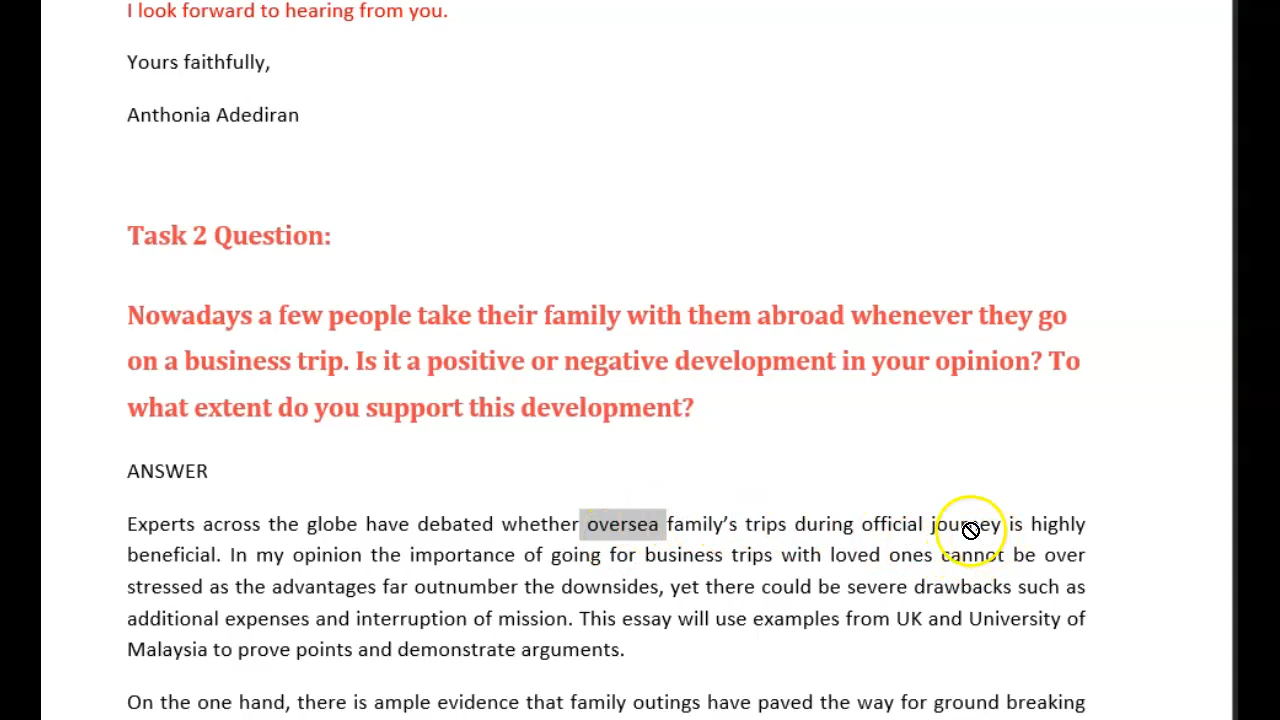 I look forward to hearing from you.
Yours faithfully,
Anthonia Adediran
Task 2 Question:
Nowadays a few people take their family with them abroad whenever they go
on a business trip. Is it a positive or negative development in your opinion? To
what extent do you support this development?
ANSWER
Experts across the globe have debated whether oversea family’s trips during official journey is highly
beneficial. In my opinion the importance of going for business trips with loved ones cannot be over
stressed as the advantages far outnumber the downsides, yet there could be severe drawbacks such as
additional expenses and interruption of mission. This essay will use examples from UK and University of
Malaysia to prove points and demonstrate arguments.
On the one hand, there is ample evidence that family outings have paved the way for ground breaking